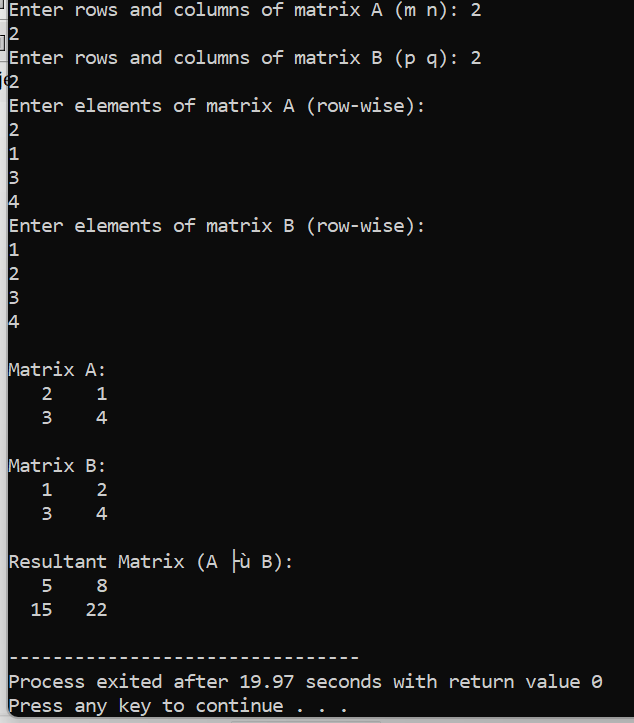 Enter rows and columns of matrix A (m n): 2
2
Enter rows and columns of matrix B (p q): 2
2
Enter elements of matrix A (row-wise):
2
1
3
4
Enter elements of matrix B (row-wise):
1
2
3
4
Matrix A:
2 1
3 4
Matrix B:
1 2
3 4
Resultant Matrix (A ├ù B):
5 8
15 22
--------------------------------
Process exited after 19.97 seconds with return value 0
Press any key to continue . . .